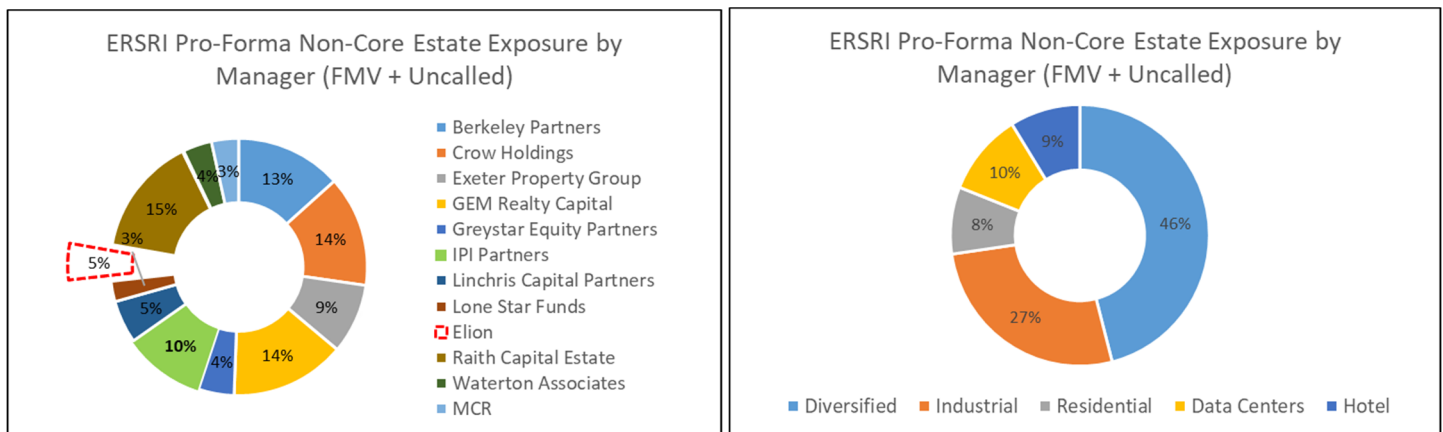 ERSRI Pro-Forma Non-Core Estate Exposure by
Manager (FMV + Uncalled)
Berkeley Partners
Crow Holdings
Exeter Property Group
GEM Realty Capital
Greystar Equity Partners
IPI Partners
Linchris Capital Partners
Lone Star Funds
Elion
Raith Capital Estate
Waterton Associates
MCR
13%
14%
9%
14%
4%
10%
5%
3%
5%
15%
4%
3%
ERSRI Pro-Forma Non-Core Estate Exposure by
Manager (FMV + Uncalled)
46%
27%
8%
10%
9%
Diversified
Industrial
Residential
Data Centers
Hotel